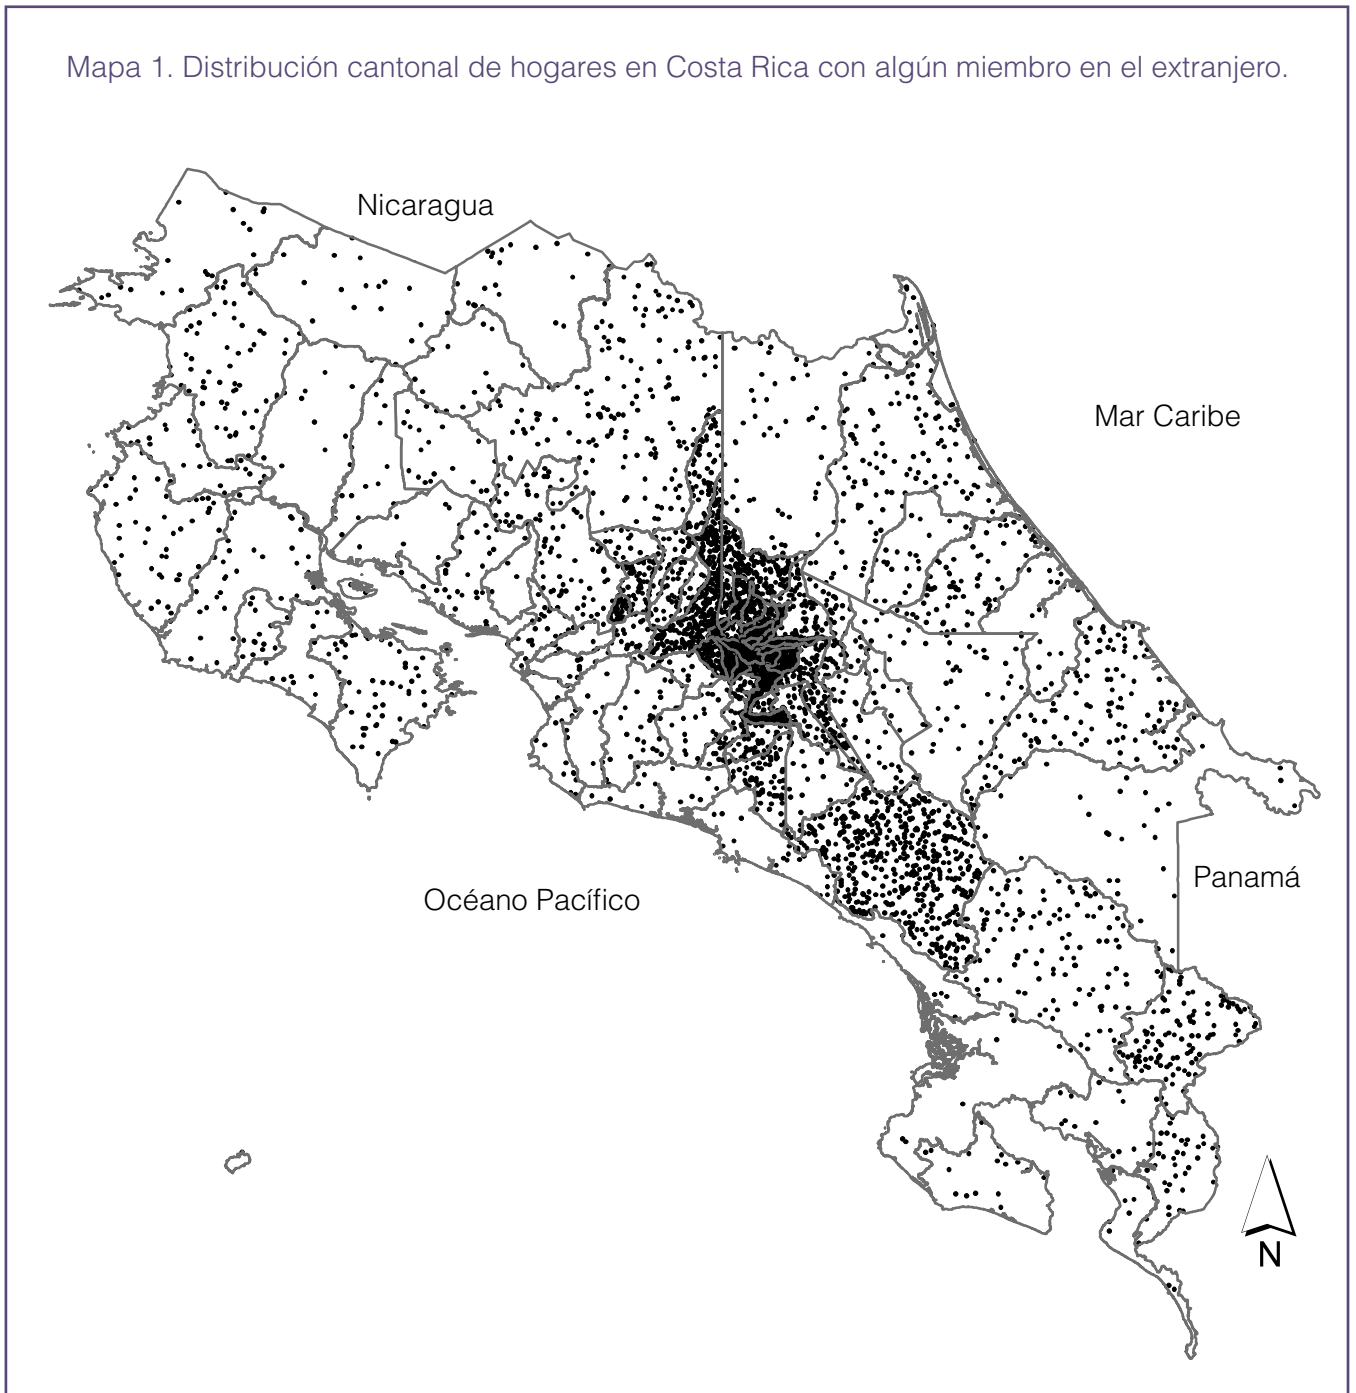 Mapa 1. Distribución cantonal de hogares en Costa Rica con algún miembro en el extranjero.
Nicaragua
Mar Caribe
Panamá
Océano Pacífico
N